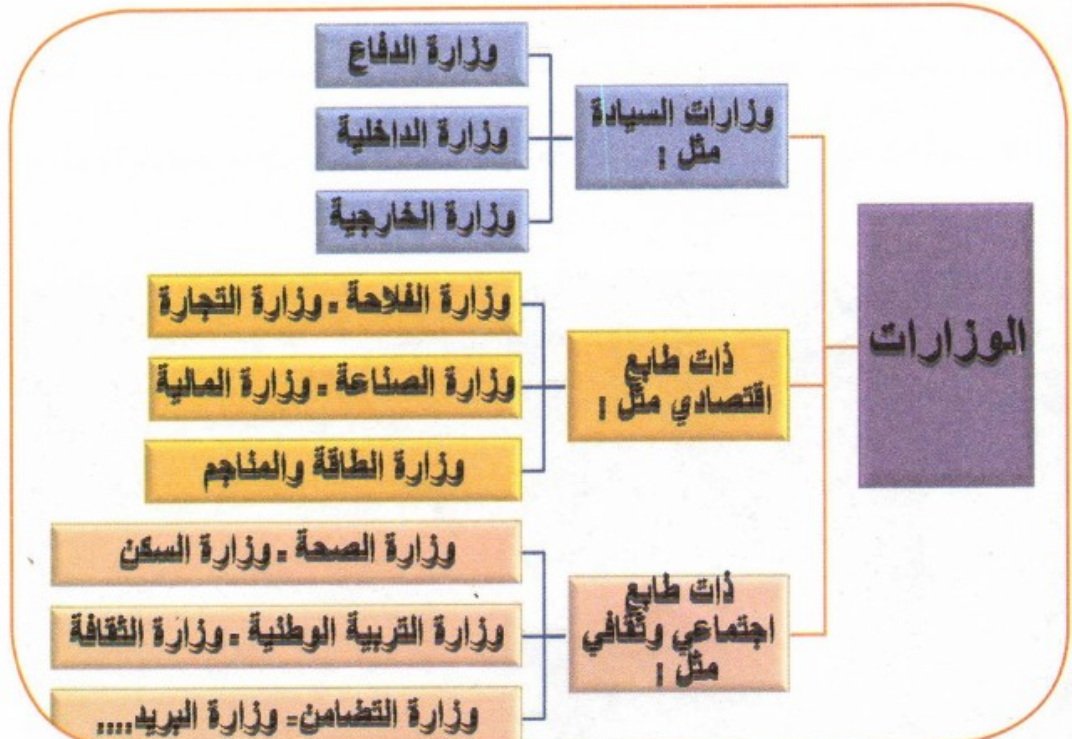 الوزارات
وزارات السيادة
مثل :
وزارة الدفاع
وزارة الداخلية
وزارة الخارجية
ذات طابع
اقتصادي مثل :
وزارة الفلاحة - وزارة التجارة
وزارة الصناعة - وزارة المالية
وزارة الطاقة والمناجم
ذات طابع
اجتماعي وثقافي
مثل :
وزارة الصحة - وزارة السكن
وزارة التربية الوطنية - وزارة الثقافة
وزارة التضامن= وزارة البريد....